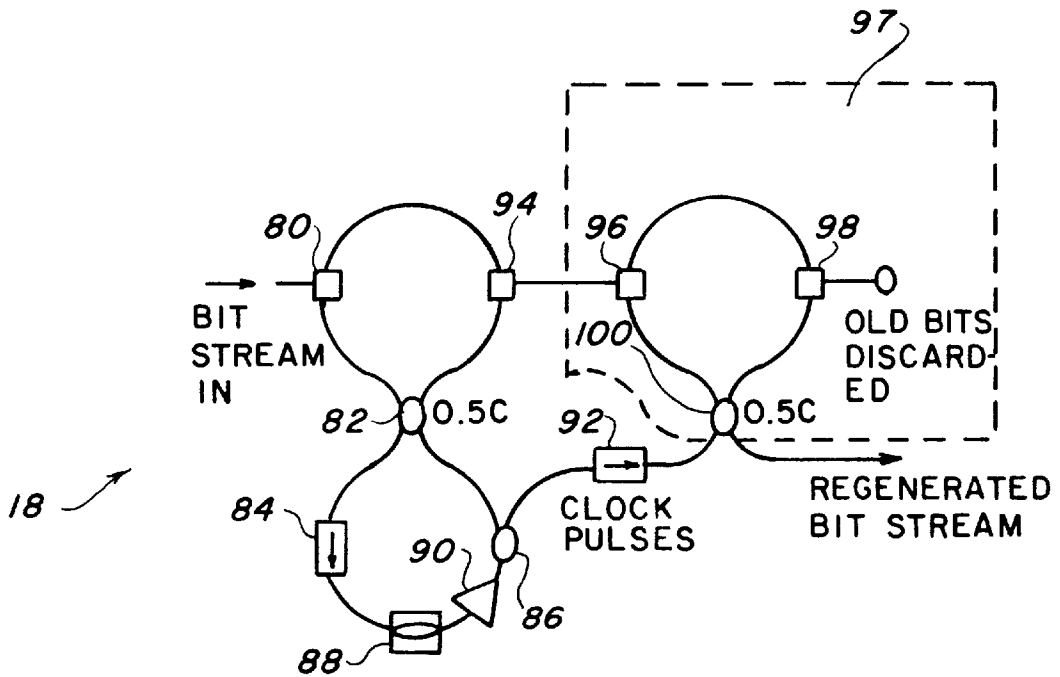 97
80
94
96
98
BIT
STREAM
IN
100
OLD BITS
DISCARD-
ED
82
0.5C
92
0.5C
18
84
90
CLOCK
PULSES
REGENERATED
BIT STREAM
86
88